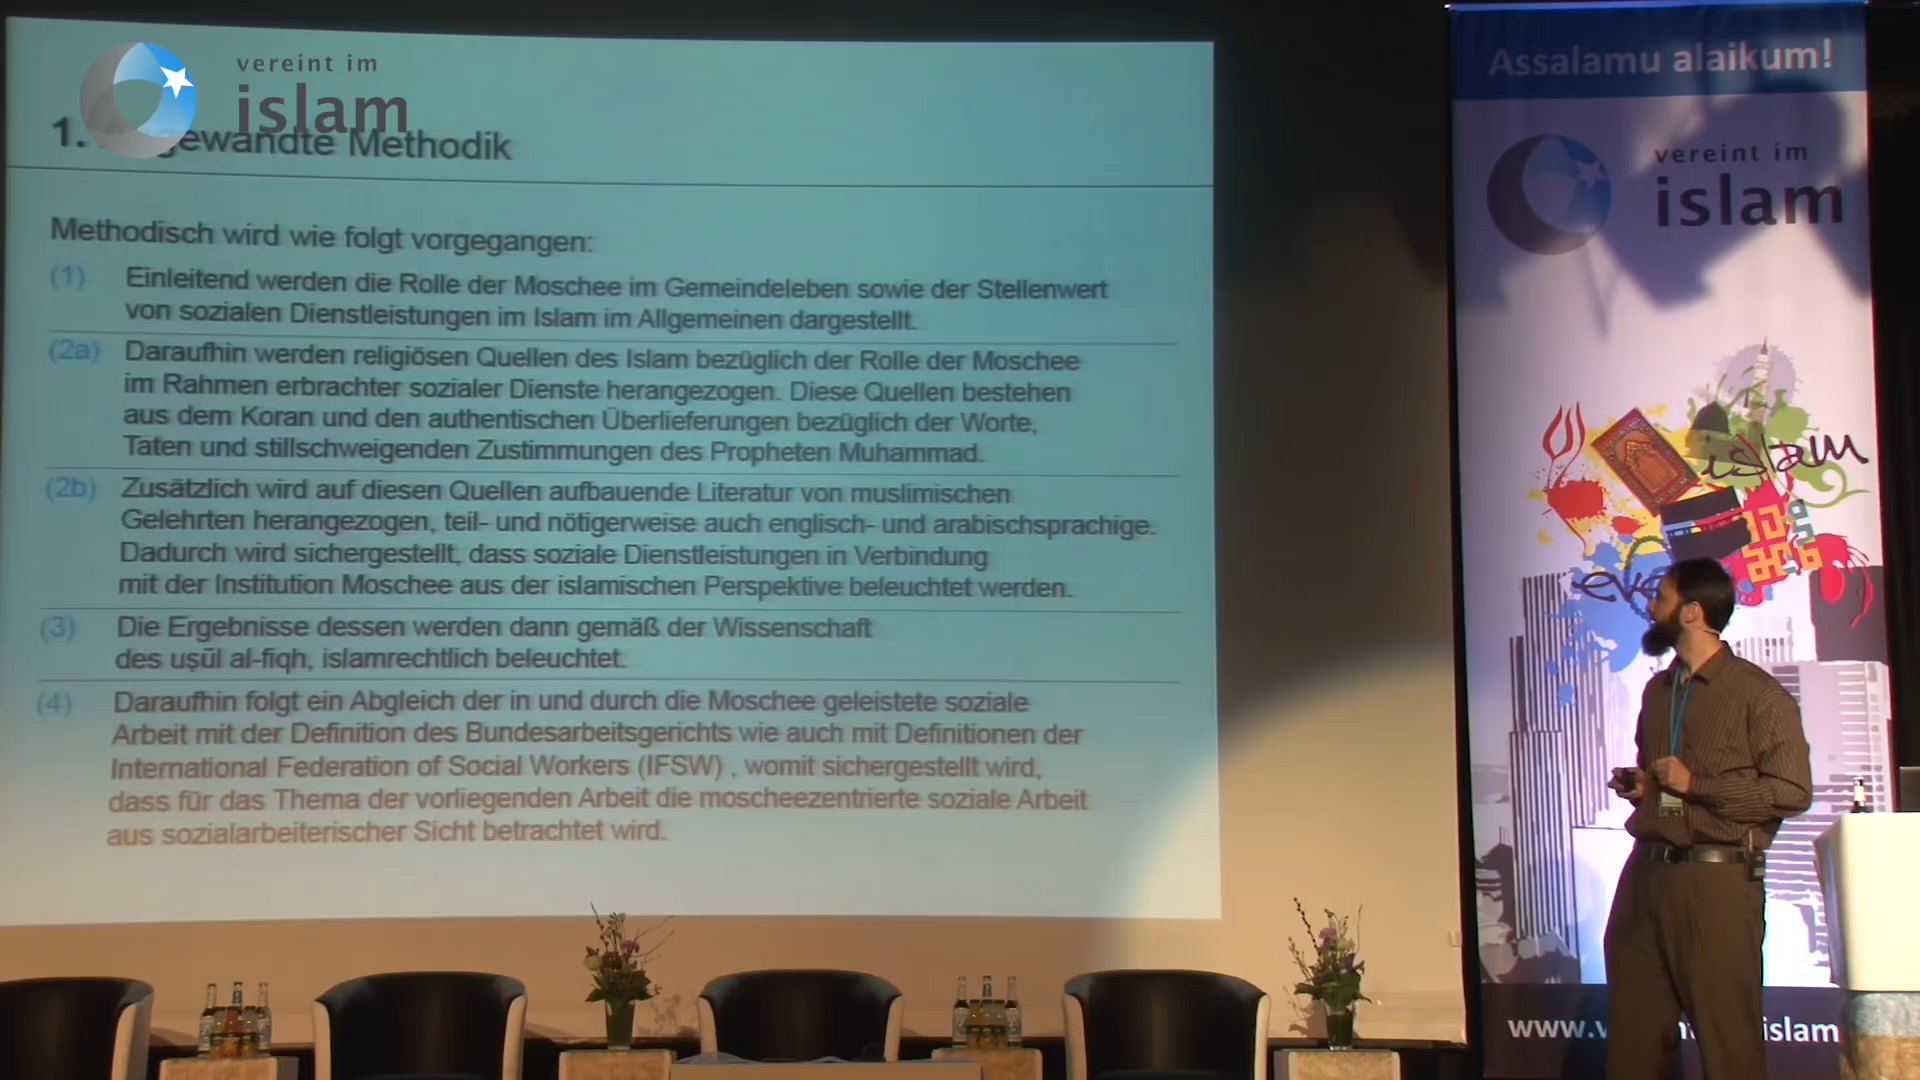 vereint im
islam
1. gewandte Methodik
Methodisch wird wie folgt vorgegangen:
(1) Einleitend werden die Rolle der Moschee im Gemeindeleben sowie der Stellenwert
von sozialen Dienstleistungen im Islam im Allgemeinen dargestellt.
(2a) Daraufhin werden religiösen Quellen des Islam bezüglich der Rolle der Moschee
im Rahmen erbrachter sozialer Dienste herangezogen. Diese Quellen bestehen
aus dem Koran und den authentischen Überlieferungen bezüglich der Worte,
Taten und stillschweigenden Zustimmungen des Propheten Muhammad.
(2b) Zusätzlich wird auf diesen Quellen aufbauende Literatur von muslimischen
Gelehrten herangezogen, teil- und nötigerweise auch englisch- und arabischsprachige.
Dadurch wird sichergestellt, dass soziale Dienstleistungen in Verbindung
mit der Institution Moschee aus der islamischen Perspektive beleuchtet werden.
(3) Die Ergebnisse dessen werden dann gemäß der Wissenschaft
des uṣūl al-fiqh, islamrechtlich beleuchtet.
(4) Daraufhin folgt ein Abgleich der in und durch die Moschee geleistete soziale
Arbeit mit der Definition des Bundesarbeitsgerichts wie auch mit Definitionen der
International Federation of Social Workers (IFSW) , womit sichergestellt wird,
dass für das Thema der vorliegenden Arbeit die moscheezentrierte soziale Arbeit
aus sozialarbeiterischer Sicht betrachtet wird.
Assalamu alaikum!
vereint im
islam
islam
www.v
islam